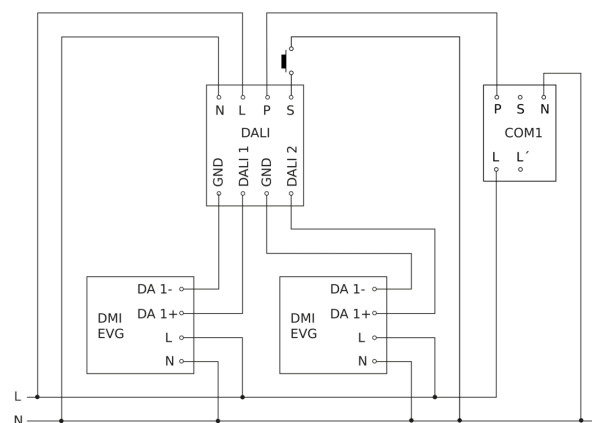 N L P S
DALI
GND DALI 1 GND DALI 2
P S N
COM1
L L´
DA 1-
DMI DA 1+
EVG L
N
DA 1-
DMI DA 1+
EVG L
N
L
N